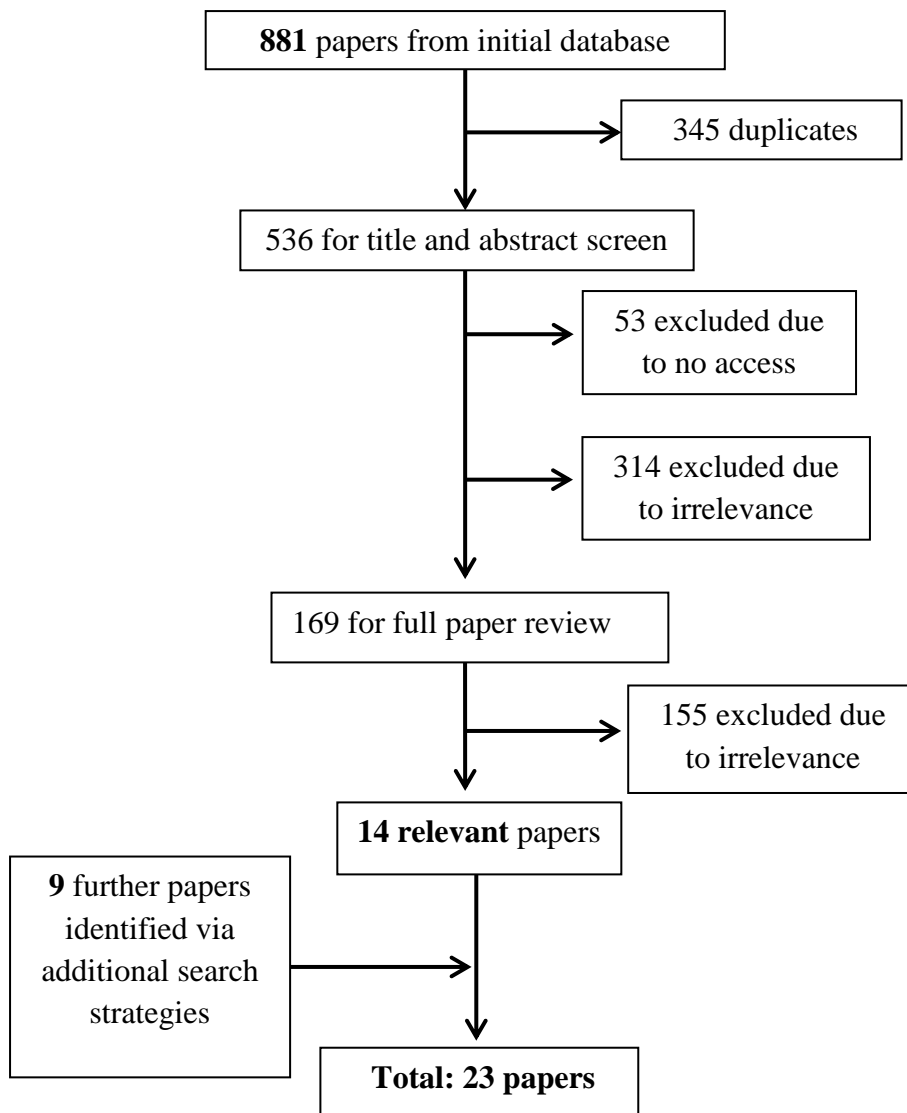 881 papers from initial database
345 duplicates
536 for title and abstract screen
53 excluded due
to no access
314 excluded due
to irrelevance
169 for full paper review
155 excluded due
to irrelevance
14 relevant papers
9 further papers
identified via
additional search
strategies
Total: 23 papers